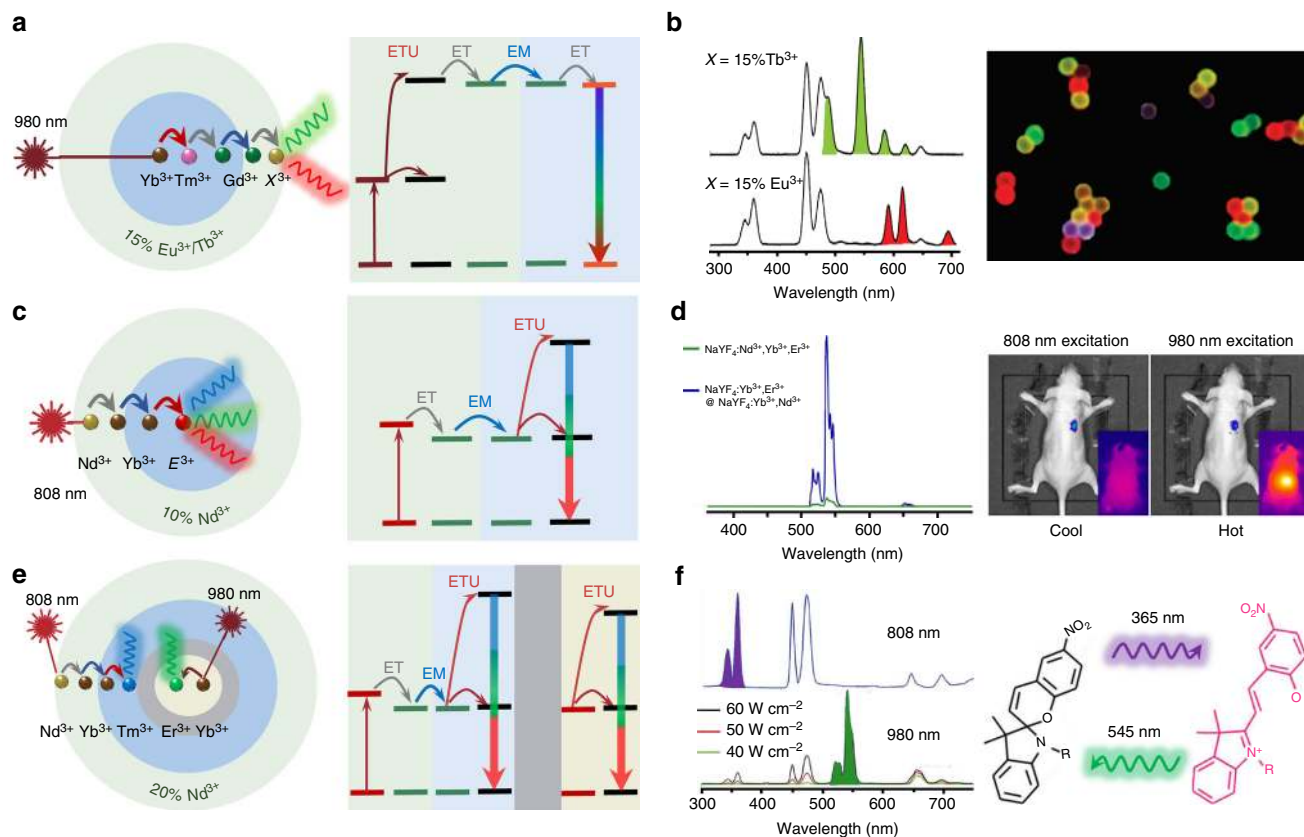 a
980 nm
Yb³⁺ Tm³⁺ Gd³⁺ X³⁺
15% Eu³⁺/Tb³⁺
ETU
ET
EM
ET
b
X = 15%Tb³⁺
X = 15% Eu³⁺
300 400 500 600 700
Wavelength (nm)
c
Nd³⁺ Yb³⁺ E³⁺
808 nm
10% Nd³⁺
ET
EM
ETU
d
NaYF₄:Nd³⁺,Yb³⁺,Er³⁺
NaYF₄:Yb³⁺,Er³⁺
@ NaYF₄:Yb³⁺,Nd³⁺
400 500 600 700
Wavelength (nm)
808 nm excitation
980 nm excitation
Cool
Hot
e
808 nm
980 nm
Nd³⁺ Yb³⁺ Tm³⁺ Er³⁺ Yb³⁺
20% Nd³⁺
ET
EM
ETU
ETU
f
808 nm
60 W cm⁻²
50 W cm⁻²
40 W cm⁻²
980 nm
300 400 500 600 700
Wavelength (nm)
NO₂
O
N
R
365 nm
545 nm
O₂N
O
N⁺
R